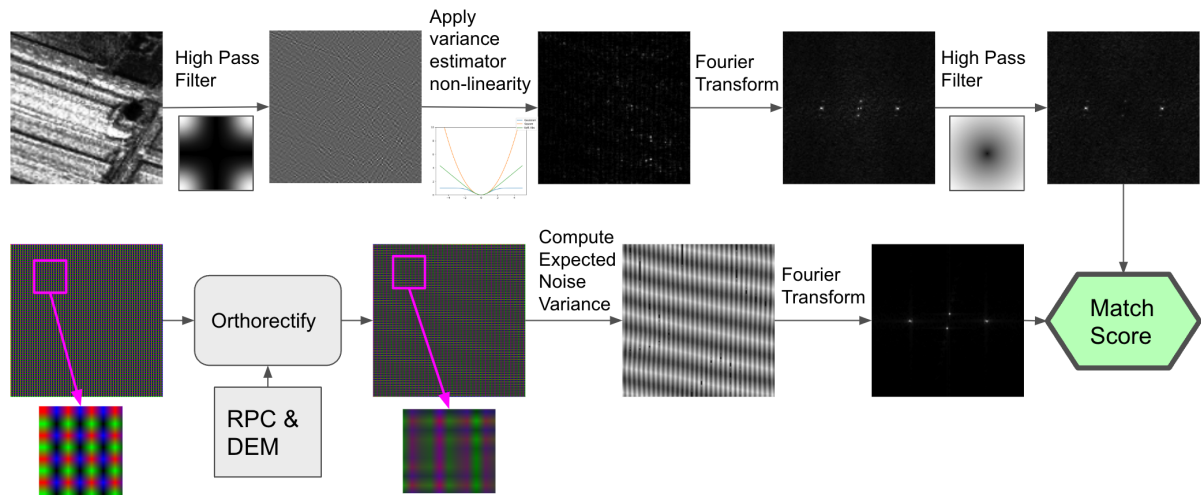 High Pass
Filter
Apply
variance
estimator
non-linearity
Fourier
Transform
High Pass
Filter
Orthorectify
RPC &
DEM
Compute
Expected
Noise
Variance
Fourier
Transform
Match
Score